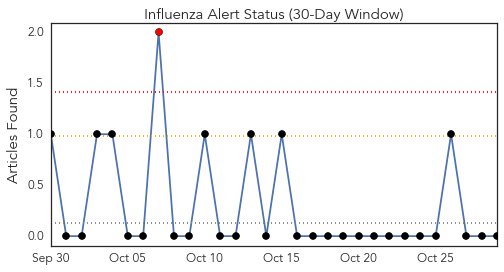 Influenza Alert Status (30-Day Window)
Articles Found
2.0
1.5
1.0
0.5
0.0
Sep 30 Oct 05 Oct 10 Oct 15 Oct 20 Oct 25